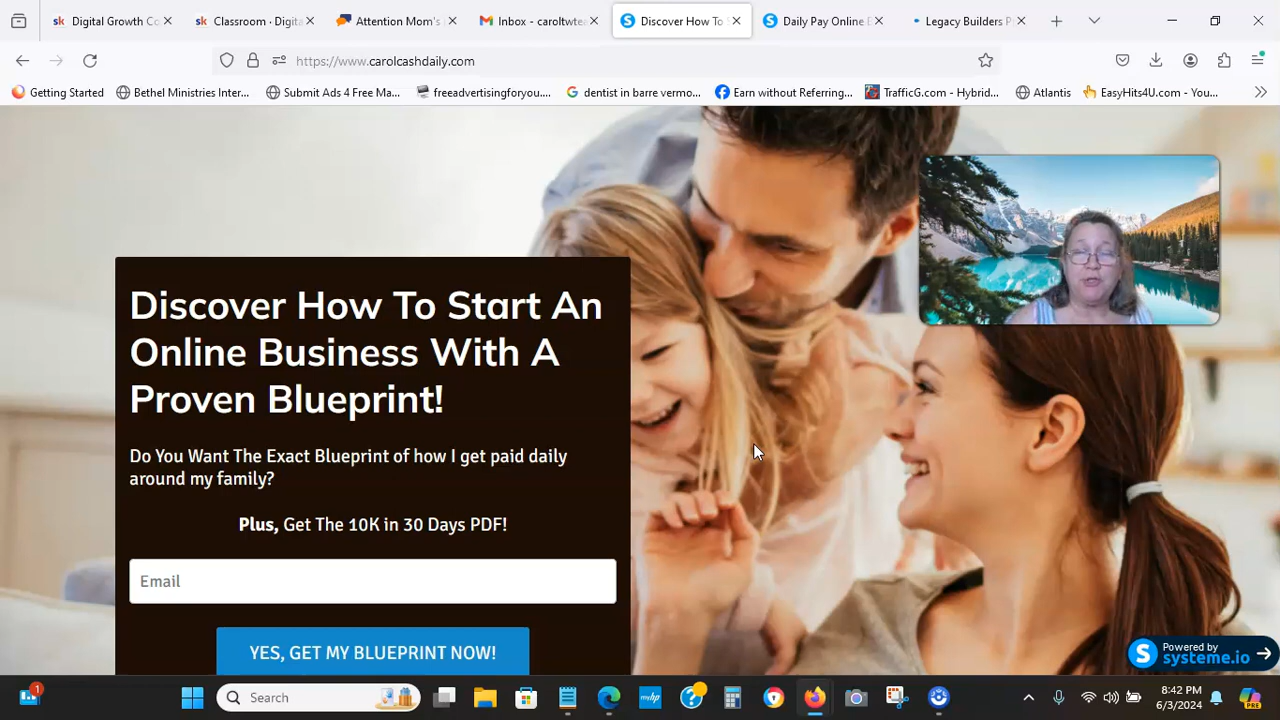 Digital Growth Co
Classroom · Digita
Attention Mom's
Inbox - caroltwtea
Discover How To S
Daily Pay Online B
Legacy Builders P
https://www.carolcashdaily.com
Getting Started
Bethel Ministries Inter...
Submit Ads 4 Free Ma...
freeadvertisingforyou....
dentist in barre vermo...
Earn without Referring...
TrafficG.com - Hybrid...
Atlantis
EasyHits4U.com - You...
Discover How To Start An
Online Business With A
Proven Blueprint!
Do You Want The Exact Blueprint of how I get paid daily
around my family?
Plus, Get The 10K in 30 Days PDF!
Email
YES, GET MY BLUEPRINT NOW!
Powered by
systeme.io
1
Search
8:42 PM
6/3/2024